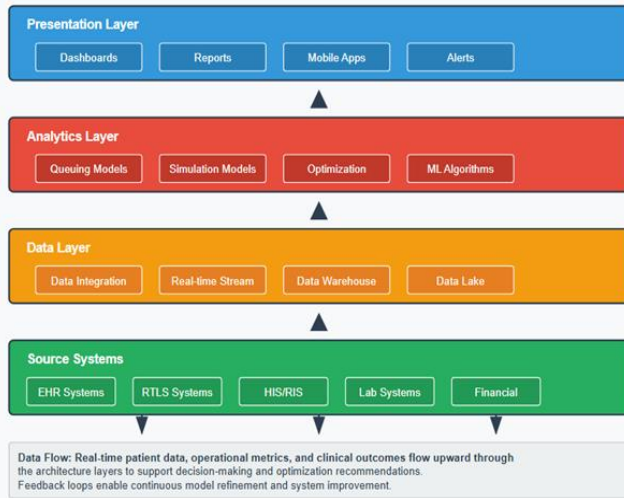 Presentation Layer
Dashboards Reports Mobile Apps Alerts
Analytics Layer
Queuing Models Simulation Models Optimization ML Algorithms
Data Layer
Data Integration Real-time Stream Data Warehouse Data Lake
Source Systems
EHR Systems RTLS Systems HIS/RIS Lab Systems Financial
Data Flow: Real-time patient data, operational metrics, and clinical outcomes flow upward through
the architecture layers to support decision-making and optimization recommendations.
Feedback loops enable continuous model refinement and system improvement.